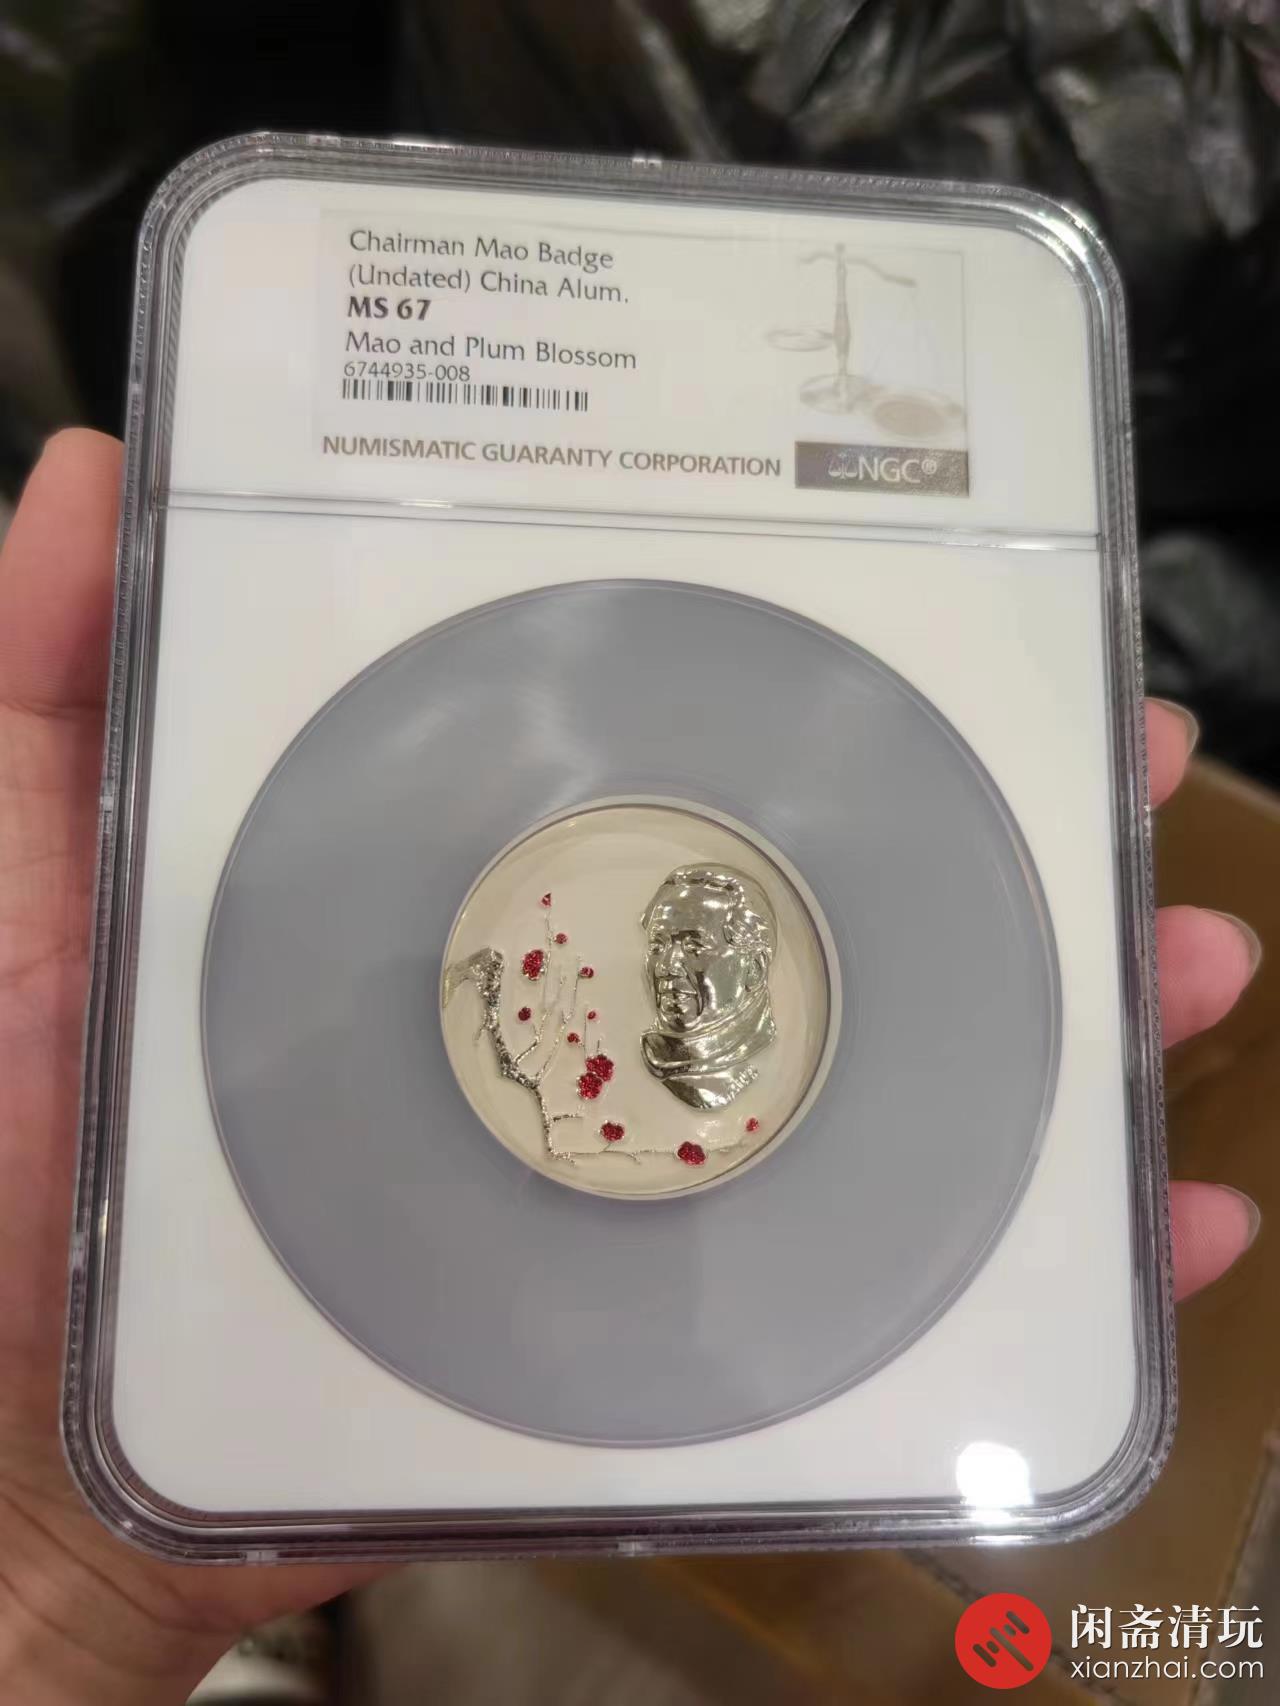 Chairman Mao Badge
(Undated) China Alum.
MS 67
Mao and Plum Blossom
6744935-008
NUMISMATIC GUARANTY CORPORATION
NGC®
闲斋清玩
xianzhai.com